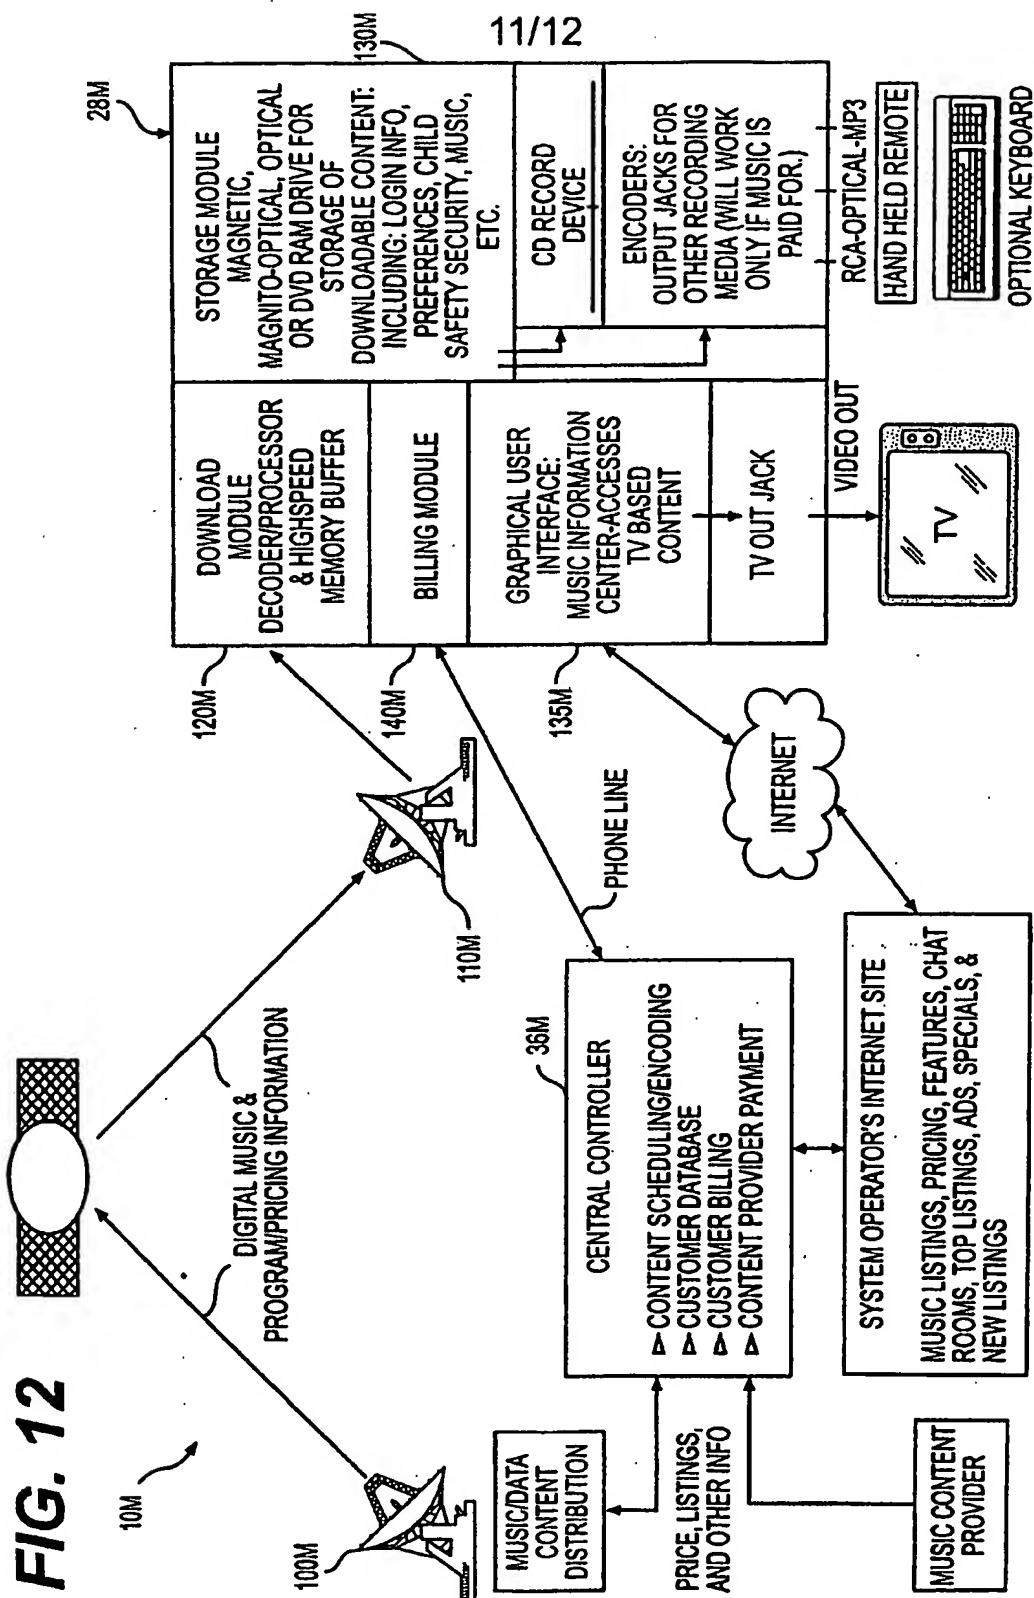 11/12
FIG. 12
10M
100M
DIGITAL MUSIC &
PROGRAM/PRICING INFORMATION
110M
MUSIC/DATA
CONTENT
DISTRIBUTION
PRICE, LISTINGS,
AND OTHER INFO
MUSIC CONTENT
PROVIDER
36M
CENTRAL CONTROLLER
CONTENT SCHEDULING/ENCODING
CUSTOMER DATABASE
CUSTOMER BILLING
CONTENT PROVIDER PAYMENT
PHONE LINE
SYSTEM OPERATOR'S INTERNET SITE
MUSIC LISTINGS, PRICING, FEATURES, CHAT
ROOMS, TOP LISTINGS, ADS, SPECIALS, &
NEW LISTINGS
INTERNET
28M
120M
DOWNLOAD
MODULE
DECODER/PROCESSOR
& HIGHSPEED
MEMORY BUFFER
140M
BILLING MODULE
135M
GRAPHICAL USER
INTERFACE:
MUSIC INFORMATION
CENTER-ACCESSES
TV BASED
CONTENT
TV OUT JACK
VIDEO OUT
TV
130M
STORAGE MODULE
MAGNETIC,
MAGNITO-OPTICAL, OPTICAL
OR DVD RAM DRIVE FOR
STORAGE OF
DOWNLOADABLE CONTENT:
INCLUDING: LOGIN INFO,
PREFERENCES, CHILD
SAFETY SECURITY, MUSIC,
ETC.
CD RECORD
DEVICE
ENCODERS:
OUTPUT JACKS FOR
OTHER RECORDING
MEDIA (WILL WORK
ONLY IF MUSIC IS
PAID FOR.)
RCA-OPTICAL-MP3
HAND HELD REMOTE
OPTIONAL KEYBOARD